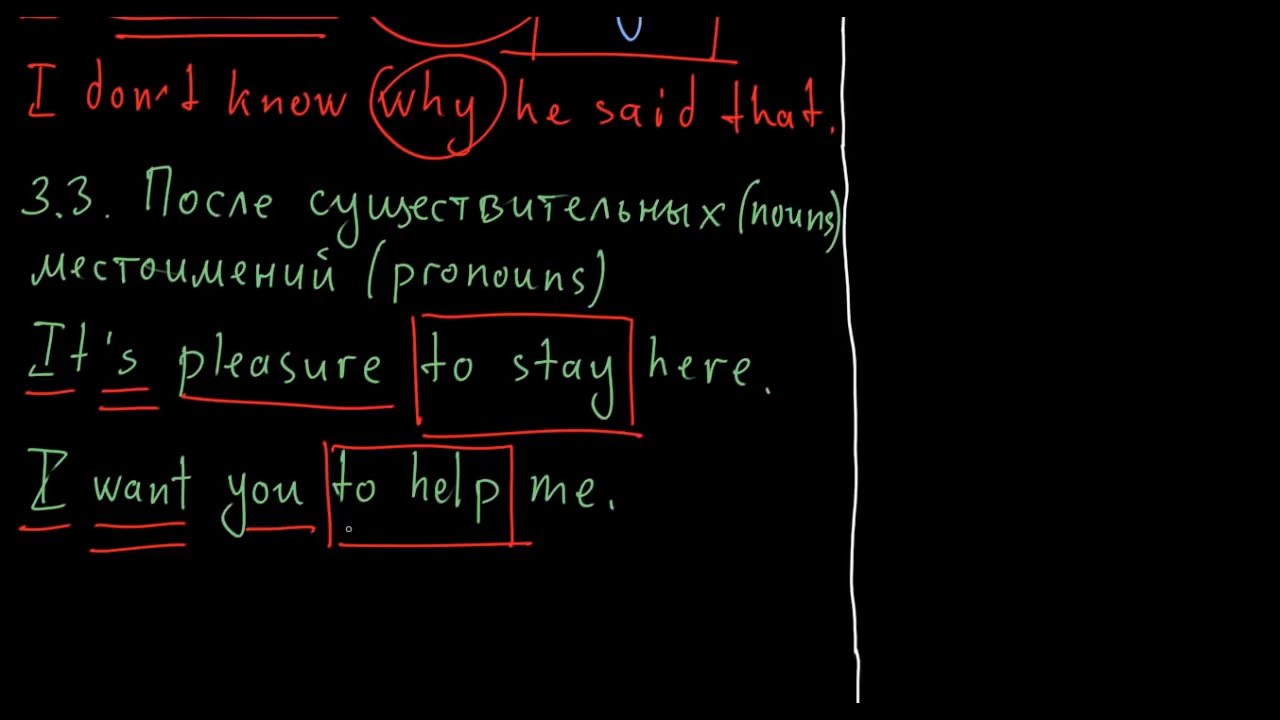 I don't know why he said that.
3.3. После существительных (nouns)
местоимений (pronouns)
It's pleasure to stay here.
I want you to help me.